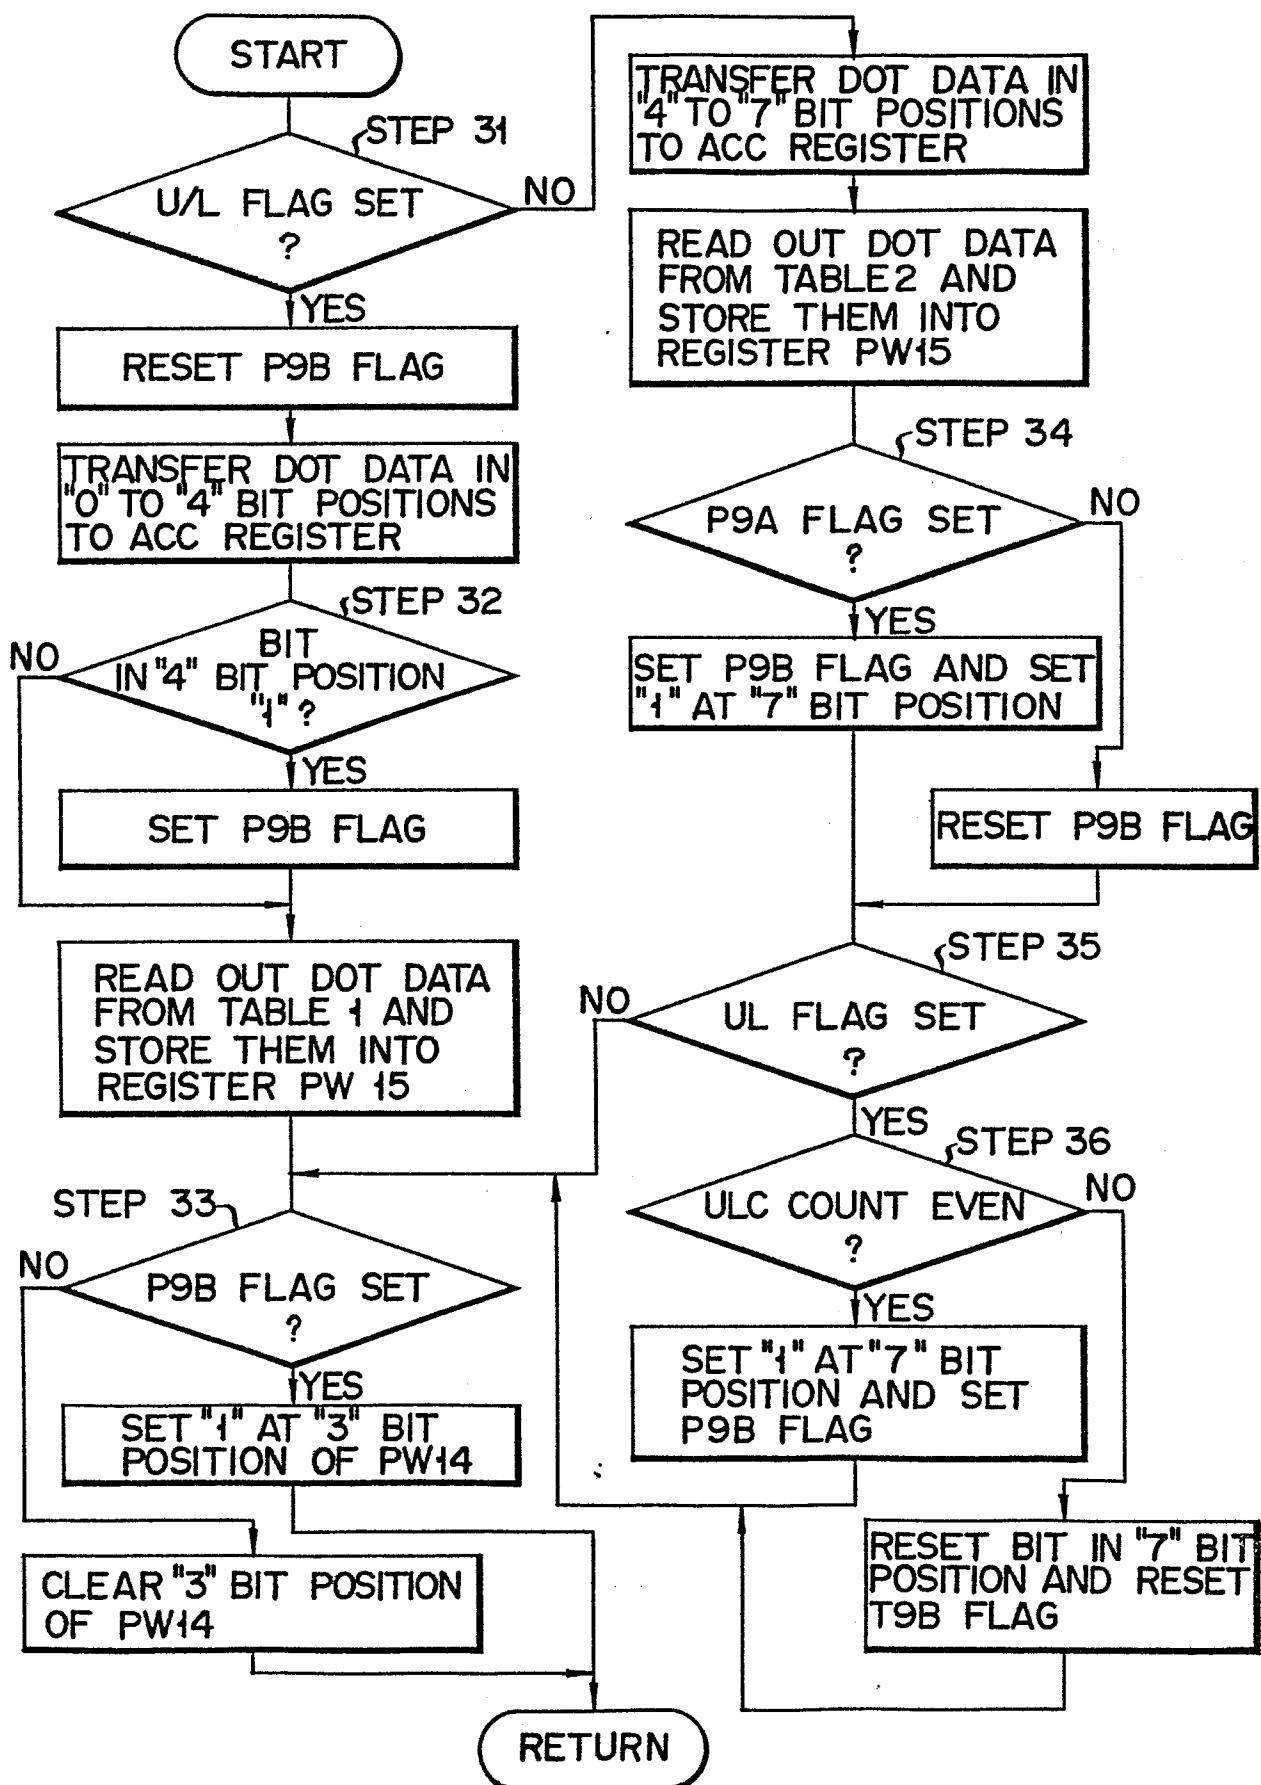 START
STEP 31
U/L FLAG SET
?
NO
YES
RESET P9B FLAG
TRANSFER DOT DATA IN
"0" TO "4" BIT POSITIONS
TO ACC REGISTER
STEP 32
BIT
IN "4" BIT POSITION
"1" ?
NO
YES
SET P9B FLAG
READ OUT DOT DATA
FROM TABLE 1 AND
STORE THEM INTO
REGISTER PW 15
STEP 33
NO
P9B FLAG SET
?
YES
SET "1" AT "3" BIT
POSITION OF PW14
CLEAR "3" BIT POSITION
OF PW14
TRANSFER DOT DATA IN
"4" TO "7" BIT POSITIONS
TO ACC REGISTER
READ OUT DOT DATA
FROM TABLE 2 AND
STORE THEM INTO
REGISTER PW15
STEP 34
P9A FLAG SET
?
NO
YES
SET P9B FLAG AND SET
"1" AT "7" BIT POSITION
RESET P9B FLAG
STEP 35
NO
UL FLAG SET
?
YES
STEP 36
ULC COUNT EVEN
?
NO
YES
SET "1" AT "7" BIT
POSITION AND SET
P9B FLAG
RESET BIT IN "7" BIT
POSITION AND RESET
T9B FLAG
RETURN